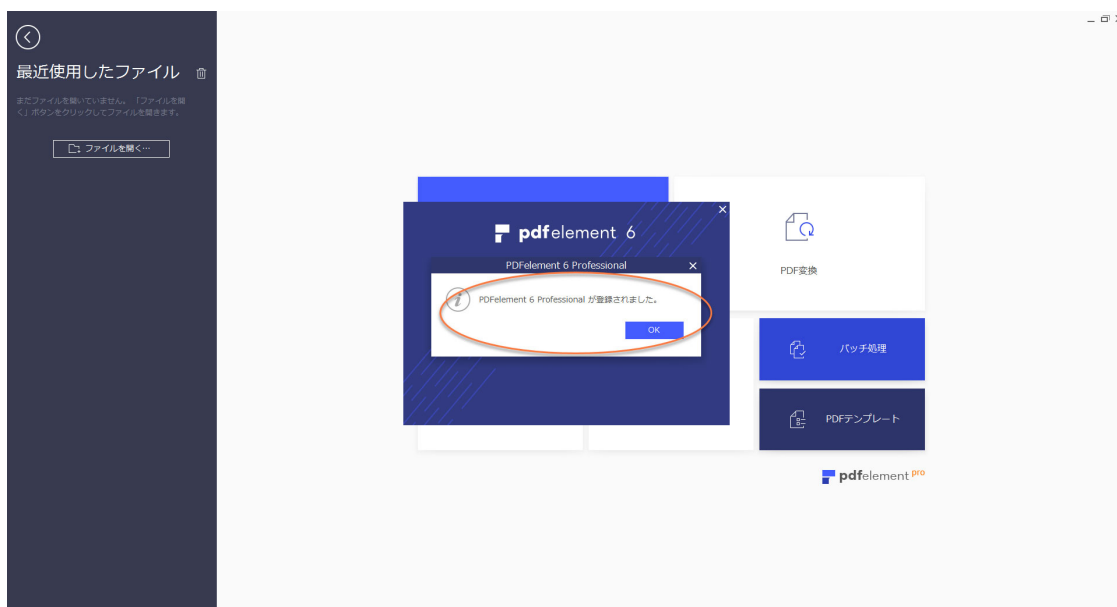 最近使用したファイル
まだファイルを開いていません。「ファイルを開
く」ボタンをクリックしてファイルを開きます。
ファイルを開く…
pdfelement 6
PDFelement 6 Professional
PDFelement 6 Professional が登録されました。
OK
PDF変換
バッチ処理
PDFテンプレート
pdfelement pro